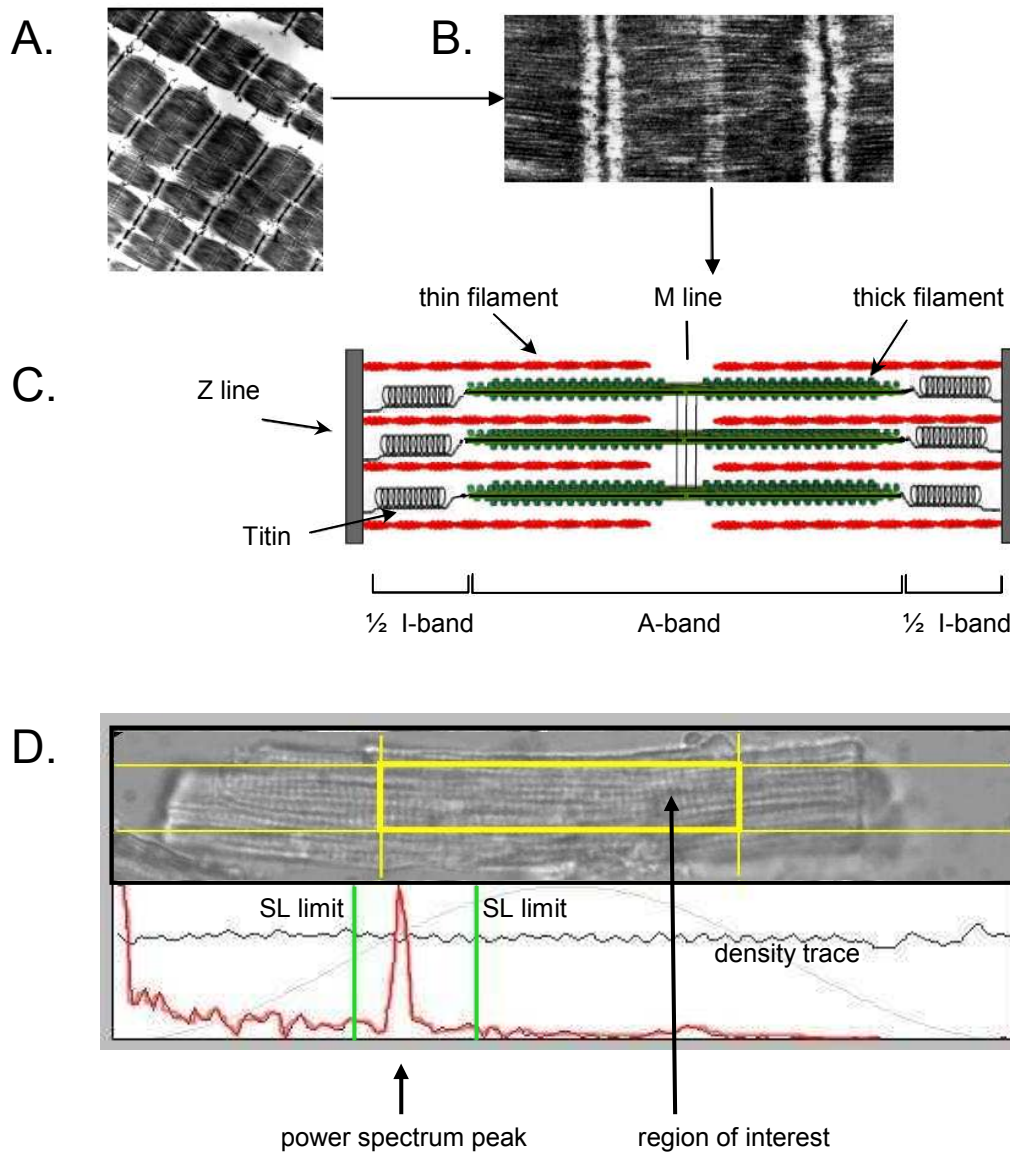 A.
B.
thin filament
M line
thick filament
C.
Z line
Titin
½ I-band
A-band
½ I-band
D.
SL limit
SL limit
density trace
power spectrum peak
region of interest